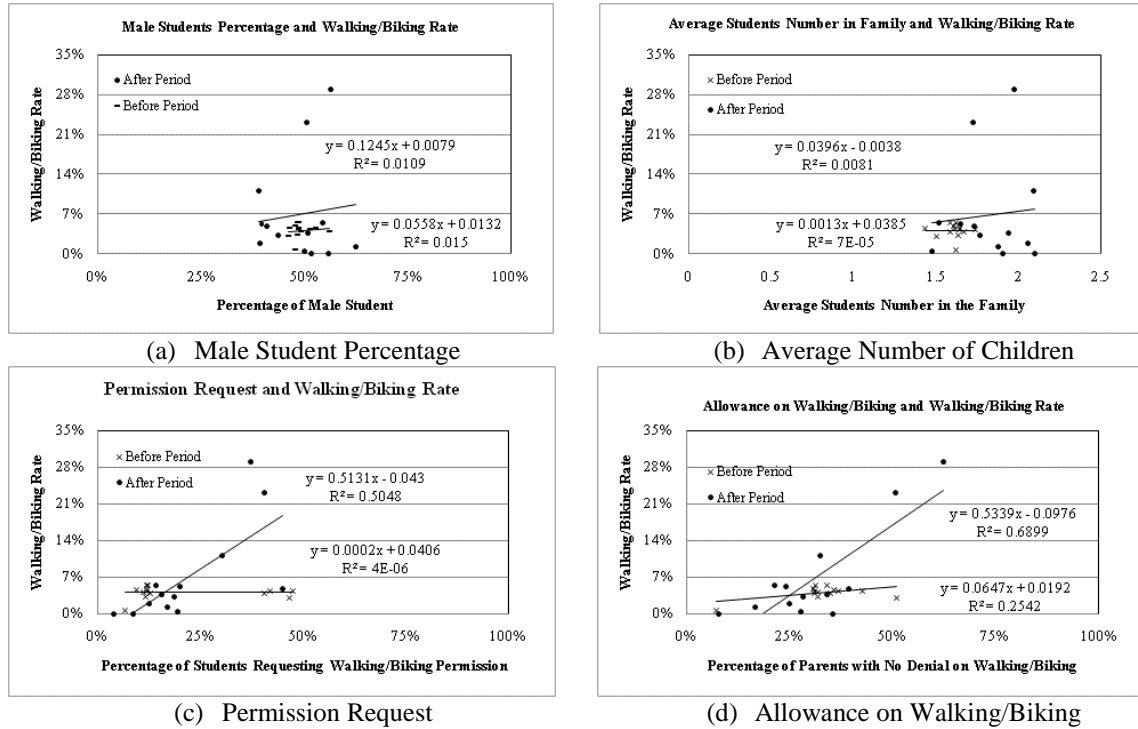 Male Students Percentage and Walking/Biking Rate
35%
28%
21%
14%
7%
0%
Walking/Biking Rate
After Period
Before Period
y = 0.1245x + 0.0079
R² = 0.0109
y = 0.0558x + 0.0132
R² = 0.015
0% 25% 50% 75% 100%
Percentage of Male Student
(a) Male Student Percentage
Average Students Number in Family and Walking/Biking Rate
35%
28%
21%
14%
7%
0%
Walking/Biking Rate
Before Period
After Period
y = 0.0396x - 0.0038
R² = 0.0081
y = 0.0013x + 0.0385
R² = 7E-05
0 0.5 1 1.5 2 2.5
Average Students Number in the Family
(b) Average Number of Children
Permission Request and Walking/Biking Rate
35%
28%
21%
14%
7%
0%
Walking/Biking Rate
Before Period
After Period
y = 0.5131x - 0.043
R² = 0.5048
y = 0.0002x + 0.0406
R² = 4E-06
0% 25% 50% 75% 100%
Percentage of Students Requesting Walking/Biking Permission
(c) Permission Request
Allowance on Walking/Biking and Walking/Biking Rate
35%
28%
21%
14%
7%
0%
Walking/Biking Rate
Before Period
After Period
y = 0.5339x - 0.0976
R² = 0.6899
y = 0.0647x + 0.0192
R² = 0.2542
0% 25% 50% 75% 100%
Percentage of Parents with No Denial on Walking/Biking
(d) Allowance on Walking/Biking